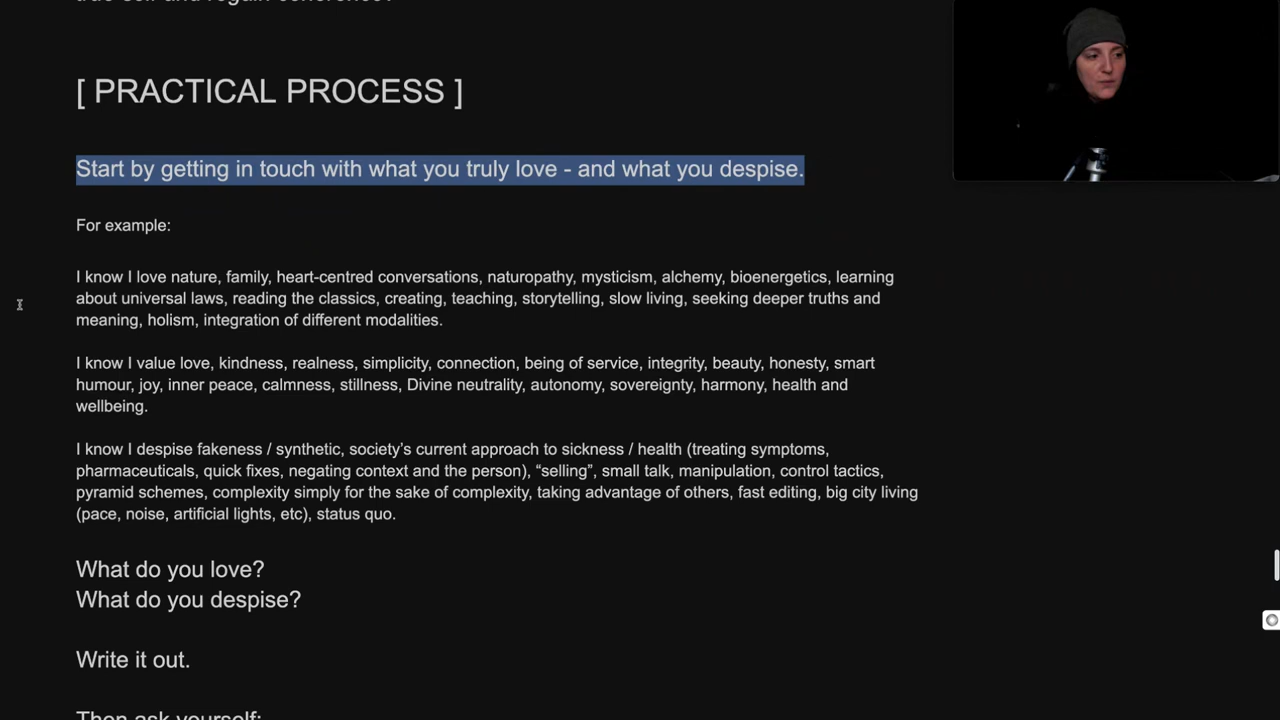 [ PRACTICAL PROCESS ]
Start by getting in touch with what you truly love - and what you despise.
For example:
I know I love nature, family, heart-centred conversations, naturopathy, mysticism, alchemy, bioenergetics, learning
about universal laws, reading the classics, creating, teaching, storytelling, slow living, seeking deeper truths and
meaning, holism, integration of different modalities.
I know I value love, kindness, realness, simplicity, connection, being of service, integrity, beauty, honesty, smart
humour, joy, inner peace, calmness, stillness, Divine neutrality, autonomy, sovereignty, harmony, health and
wellbeing.
I know I despise fakeness / synthetic, society’s current approach to sickness / health (treating symptoms,
pharmaceuticals, quick fixes, negating context and the person), “selling”, small talk, manipulation, control tactics,
pyramid schemes, complexity simply for the sake of complexity, taking advantage of others, fast editing, big city living
(pace, noise, artificial lights, etc), status quo.
What do you love?
What do you despise?
Write it out.
Then ask yourself: